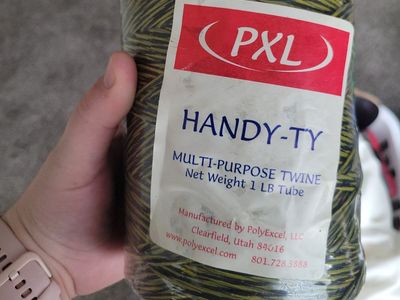 PXL
HANDY-TY
MULTI-PURPOSE TWINE
Net Weight 1 LB Tube
Manufactured by PolyExcel, LLC
Clearfield, Utah 84016
www.polyexcel.com 801.728.3888